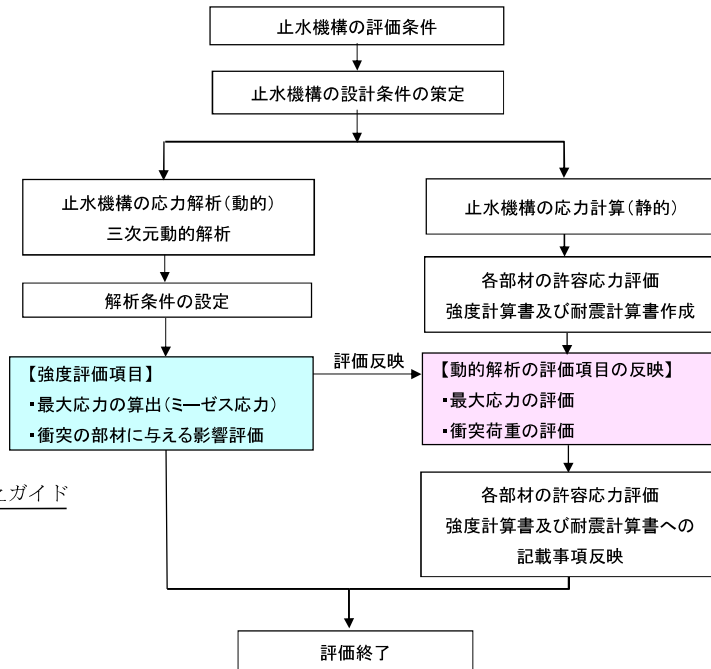 止水機構の評価条件
止水機構の設計条件の策定
止水機構の応力解析(動的)
三次元動的解析
解析条件の設定
【強度評価項目】
・最大応力の算出(ミーゼス応力)
・衝突の部材に与える影響評価
評価反映
止水機構の応力計算(静的)
各部材の許容応力評価
強度計算書及び耐震計算書作成
【動的解析の評価項目の反映】
・最大応力の評価
・衝突荷重の評価
各部材の許容応力評価
強度計算書及び耐震計算書への
記載事項反映
ガイド
評価終了